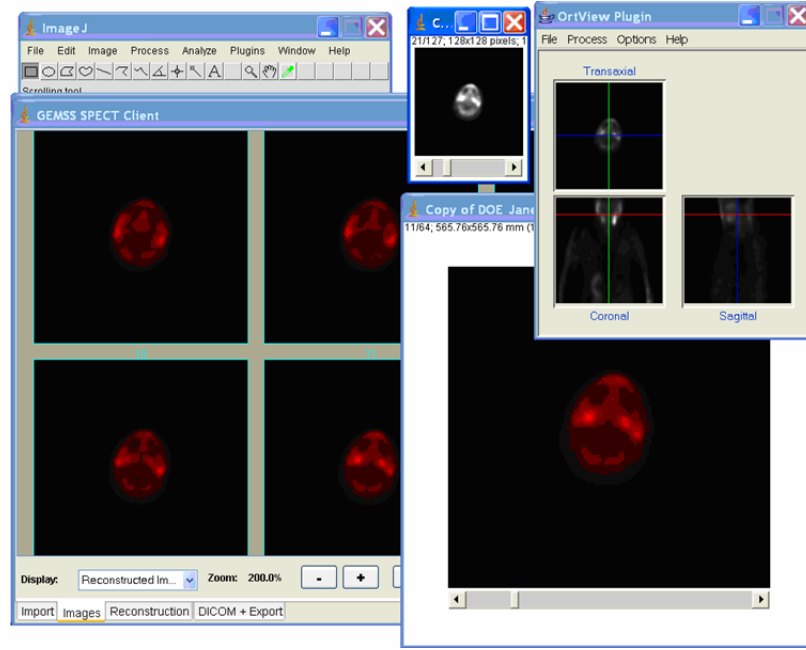 ImageJ
File Edit Image Process Analyze Plugins Window Help
Scrolling tool
GEMSS SPECT Client
Display: Reconstructed Im... Zoom: 200.0% - +
Import Images Reconstruction DICOM + Export
C...
21/127; 128x128 pixels; 1
Copy of DOE Jane
11/64; 565.76x565.76 mm (1
OrtView Plugin
File Process Options Help
Transaxial
Coronal Sagittal